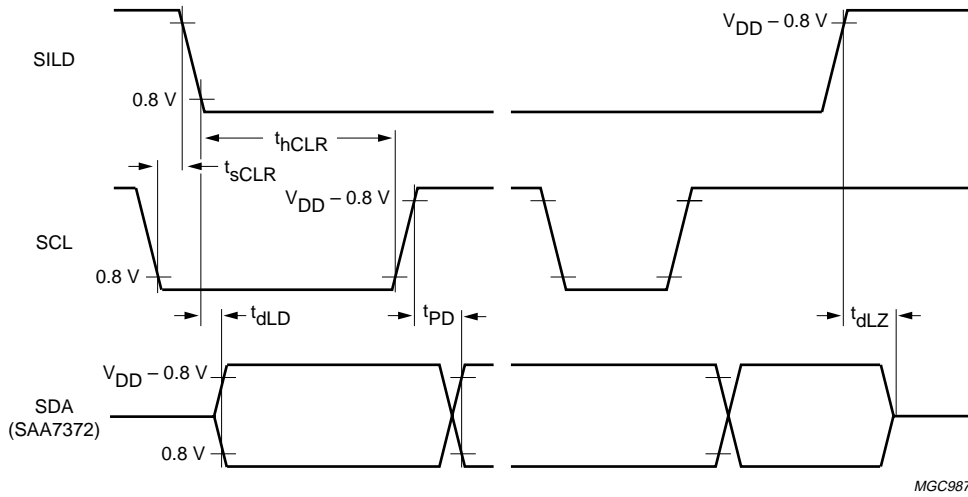 V_DD – 0.8 V
SILD
0.8 V
t_hCLR
t_sCLR
V_DD – 0.8 V
SCL
0.8 V
t_dLD
t_PD
t_dLZ
V_DD – 0.8 V
SDA
(SAA7372)
0.8 V
MGC987